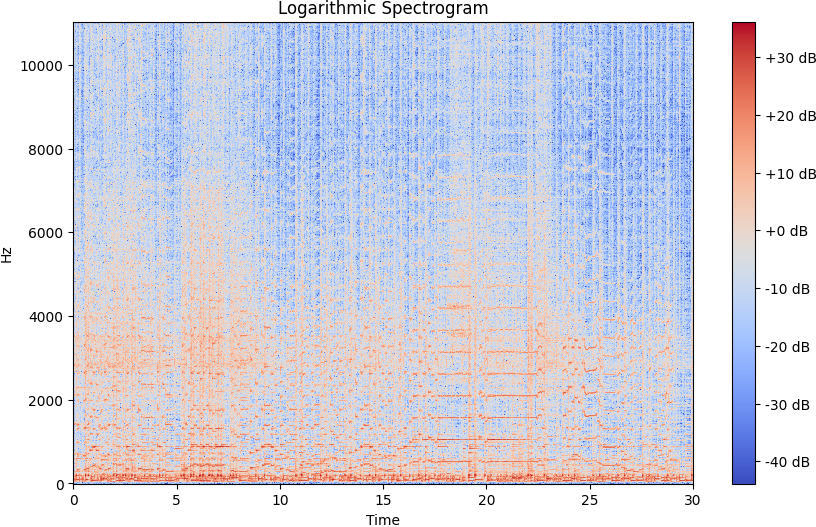 Logarithmic Spectrogram
Hz
10000
8000
6000
4000
2000
0
0 5 10 15 20 25 30
Time
+30 dB
+20 dB
+10 dB
+0 dB
-10 dB
-20 dB
-30 dB
-40 dB